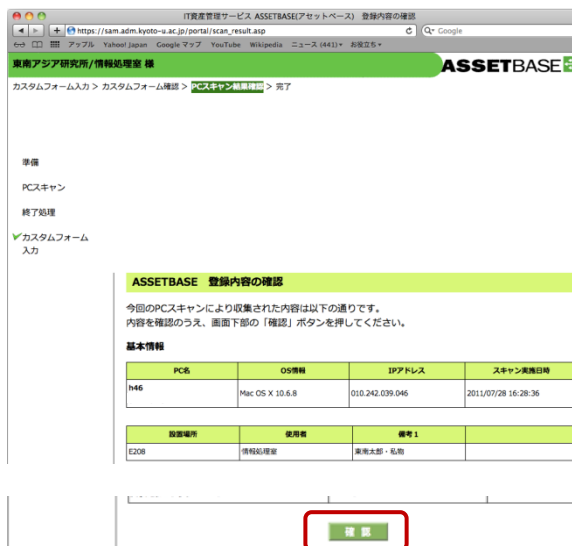 IT資産管理サービス ASSETBASE(アセットベース) 登録内容の確認
https://sam.adm.kyoto-u.ac.jp/portal/scan_result.asp
Google
アップル Yahoo! Japan Google マップ YouTube Wikipedia ニュース (441)▾ お役立ち▾
東南アジア研究所/情報処理室 様
ASSETBASE
カスタムフォーム入力 > カスタムフォーム確認 > PCスキャン結果確認 > 完了
準備
PCスキャン
終了処理
カスタムフォーム
入力
ASSETBASE 登録内容の確認
今回のPCスキャンにより収集された内容は以下の通りです。
内容を確認のうえ、画面下部の「確認」ボタンを押してください。
基本情報
PC名 OS情報 IPアドレス スキャン実施日時
h46 Mac OS X 10.6.8 010.242.039.046 2011/07/28 16:28:36
設置場所 使用者 備考1
E208 情報処理室 東南太郎・私物
確 認